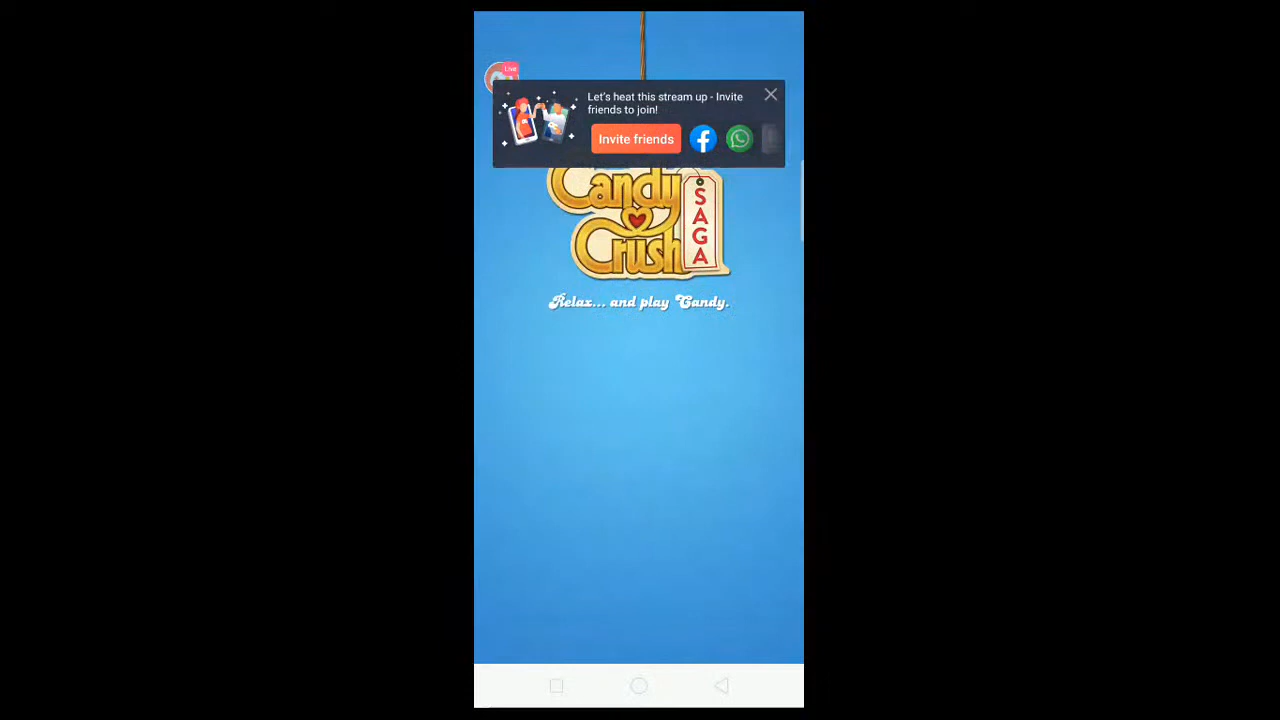 Live
Let's heat this stream up - Invite
friends to join!
Invite friends
Candy
Crush
SAGA
Relax... and play Candy.